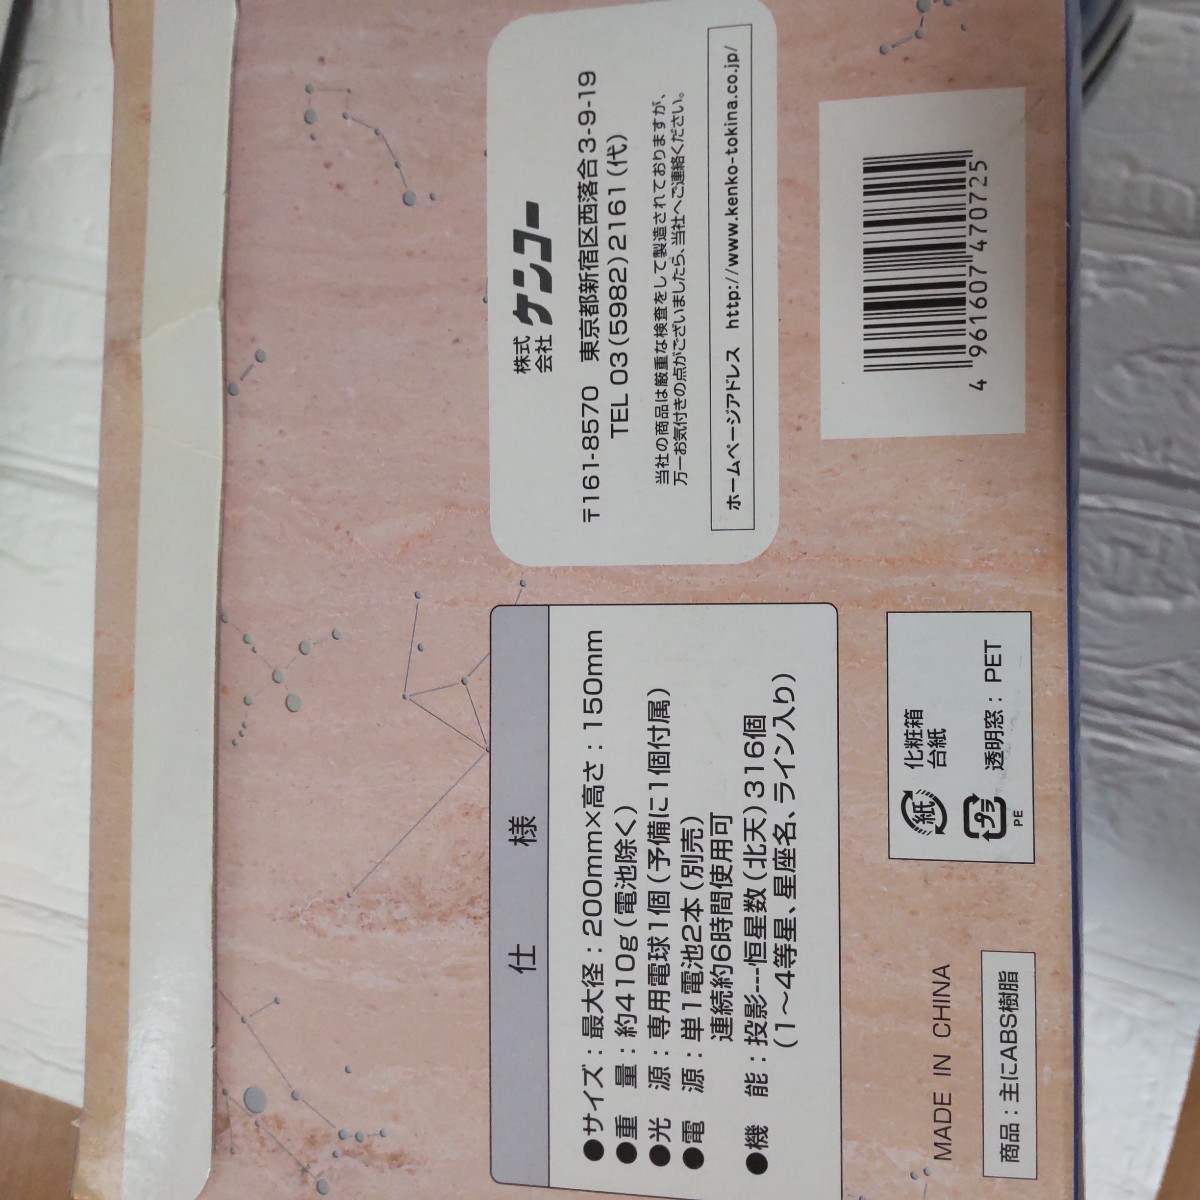 仕 様
●サイズ：最大径：200mm×高さ：150mm
●重 量：約410g（電池除く）
●光 源：専用電球1個（予備に1個付属）
●電 源：単1電池2本（別売）
連続約6時間使用可
●機 能：投影---恒星数（北天）316個
（1〜4等星、星座名、ライン入り）
MADE IN CHINA
商品：主にABS樹脂
紙
化粧箱
台紙
プラ
PE
透明窓：PET
株式
会社
ケンコー
〒161-8570 東京都新宿区西落合3-9-19
TEL 03(5982)2161(代)
当社の商品は厳重な検査をして製造されておりますが、
万一お気付きの点がございましたら、当社へご連絡ください。
ホームページアドレス http://www.kenko-tokina.co.jp/
4 961607 470725